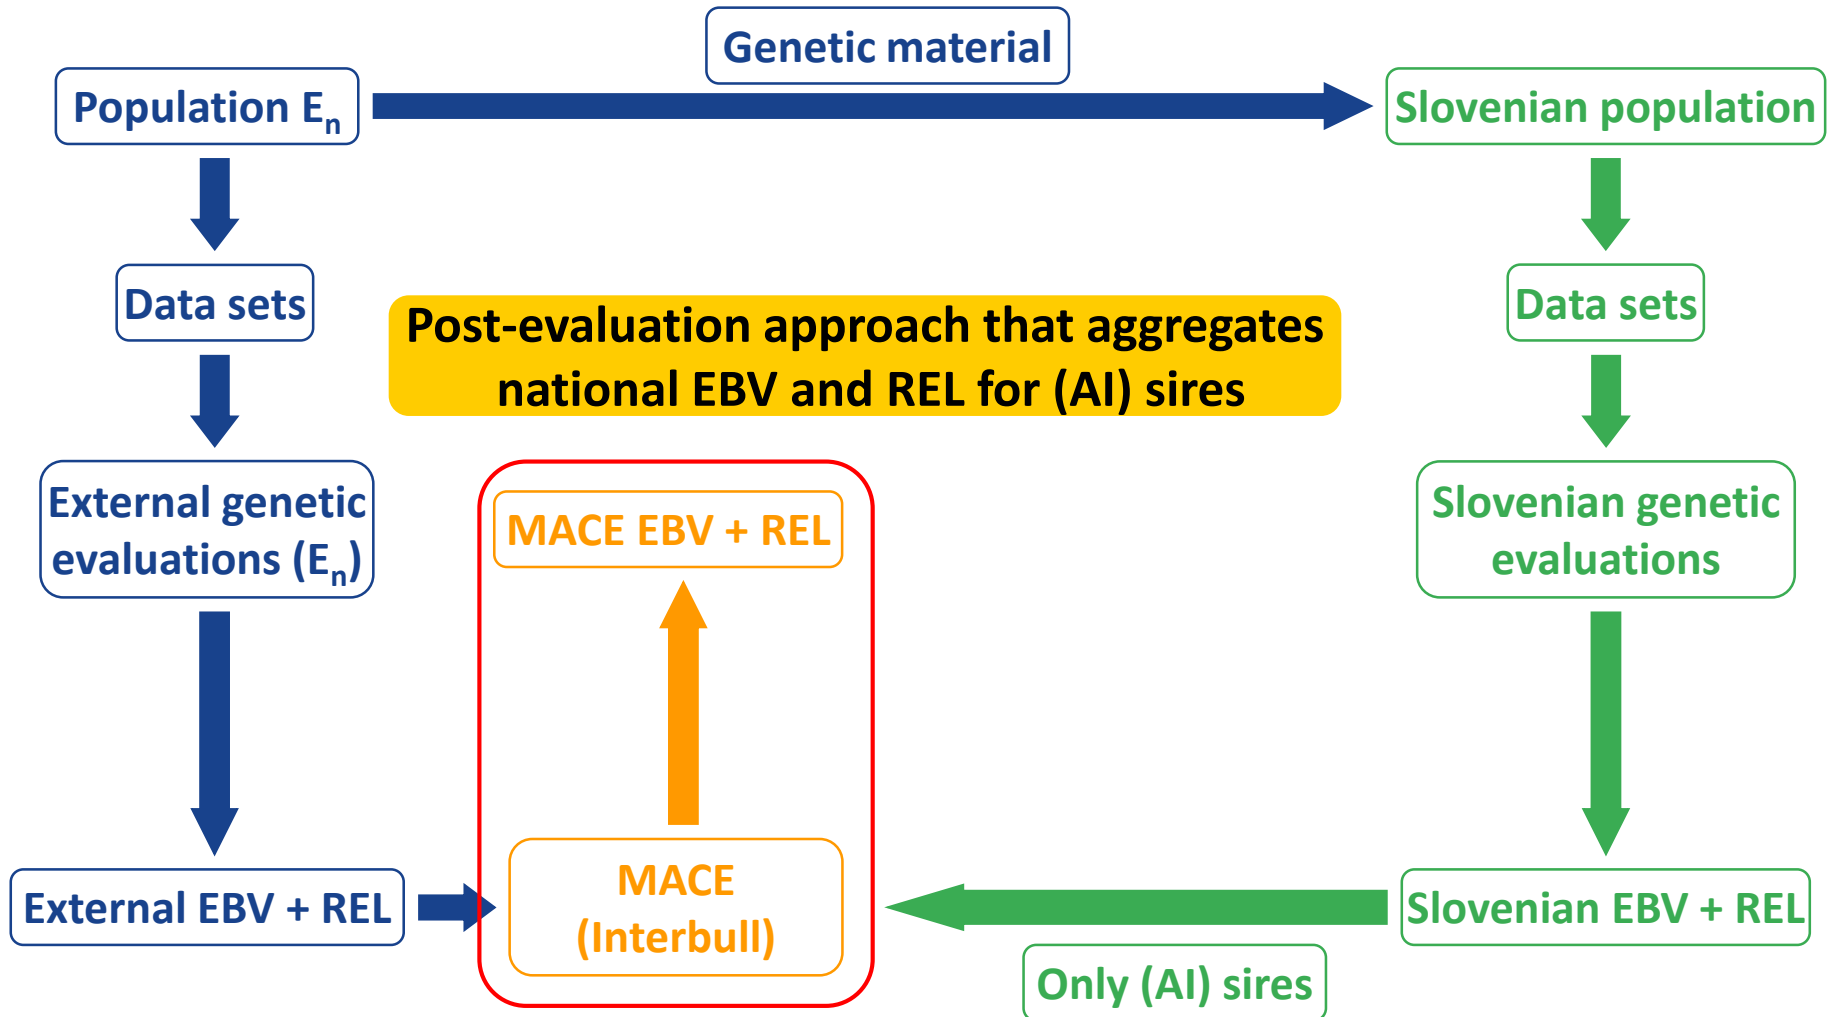 Genetic material
Population Eₙ
Slovenian population
Data sets
Data sets
Post-evaluation approach that aggregates
national EBV and REL for (AI) sires
External genetic
evaluations (Eₙ)
MACE EBV + REL
Slovenian genetic
evaluations
External EBV + REL
MACE
(Interbull)
Slovenian EBV + REL
Only (AI) sires